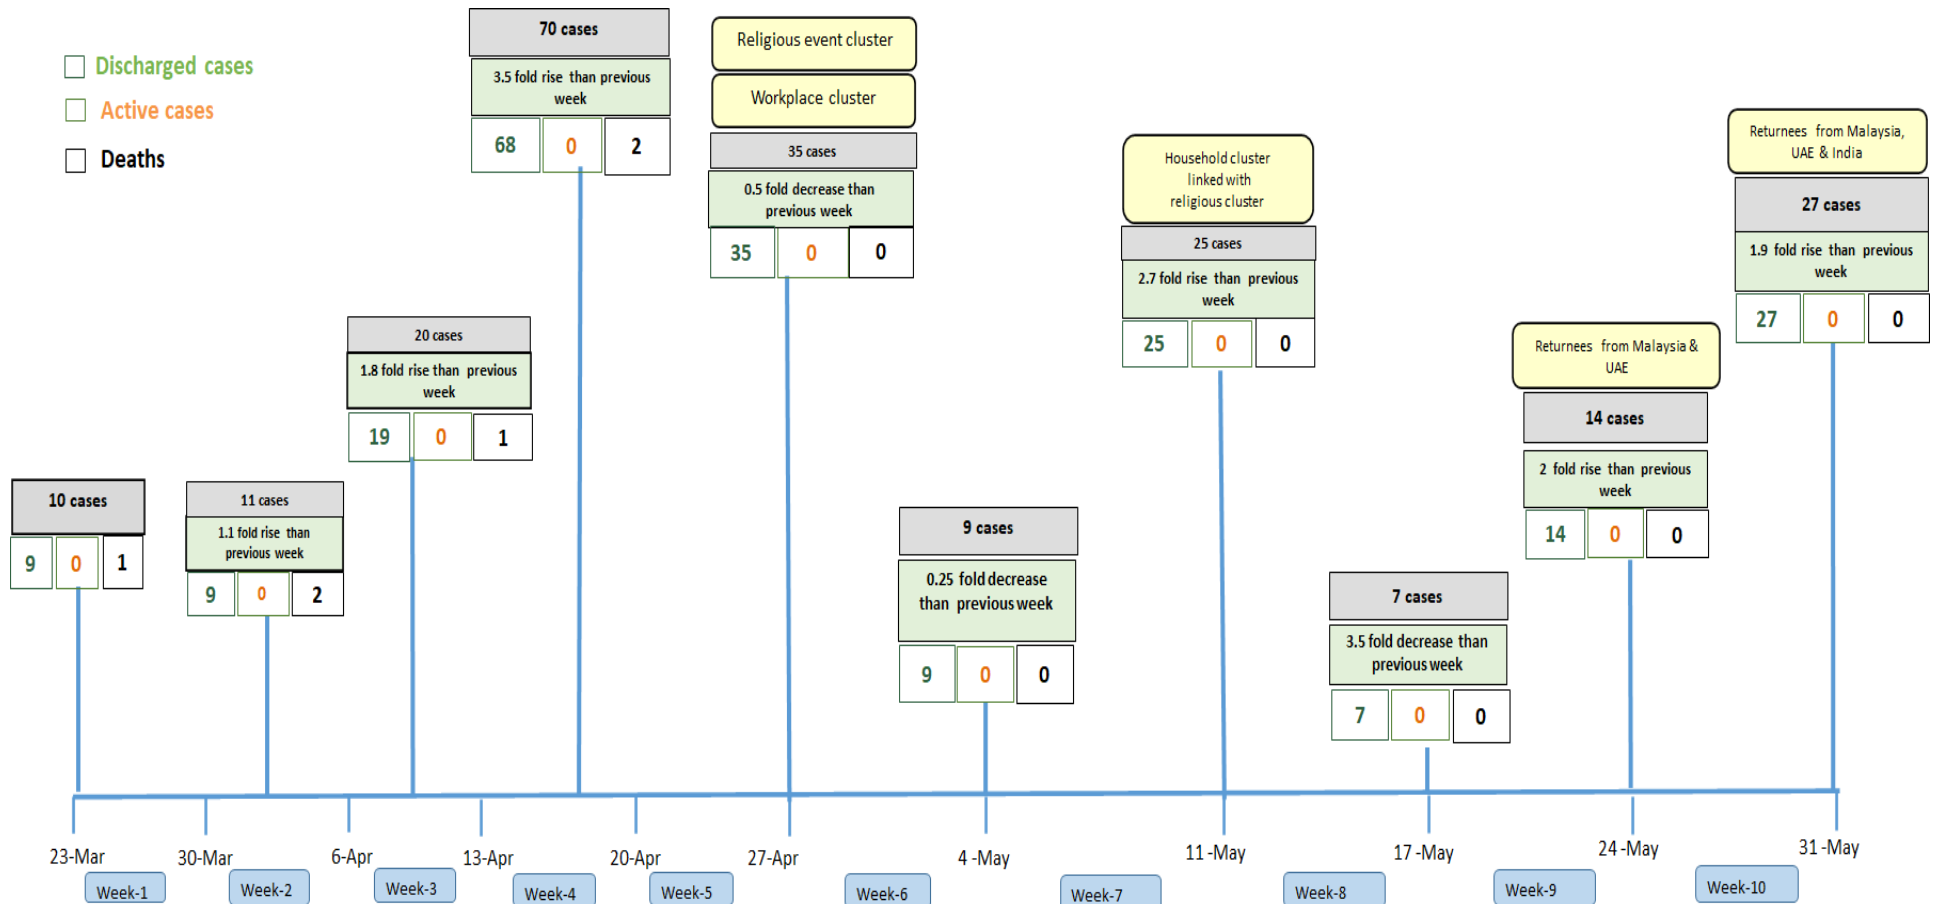 Discharged cases
Active cases
Deaths
10 cases
9 0 1
11 cases
1.1 fold rise than
previous week
9 0 2
20 cases
1.8 fold rise than previous
week
19 0 1
70 cases
3.5 fold rise than previous
week
68 0 2
Religious event cluster
Workplace cluster
35 cases
0.5 fold decrease than
previous week
35 0 0
9 cases
0.25 fold decrease
than previous week
9 0 0
Household cluster
linked with
religious cluster
25 cases
2.7 fold rise than previous
week
25 0 0
7 cases
3.5 fold decrease than
previous week
7 0 0
Returnees from Malaysia &
UAE
14 cases
2 fold rise than previous
week
14 0 0
Returnees from Malaysia,
UAE & India
27 cases
1.9 fold rise than previous
week
27 0 0
23-Mar 30-Mar 6-Apr 13-Apr 20-Apr 27-Apr 4 -May 11 -May 17 -May 24 -May 31 -May
Week-1 Week-2 Week-3 Week-4 Week-5 Week-6 Week-7 Week-8 Week-9 Week-10